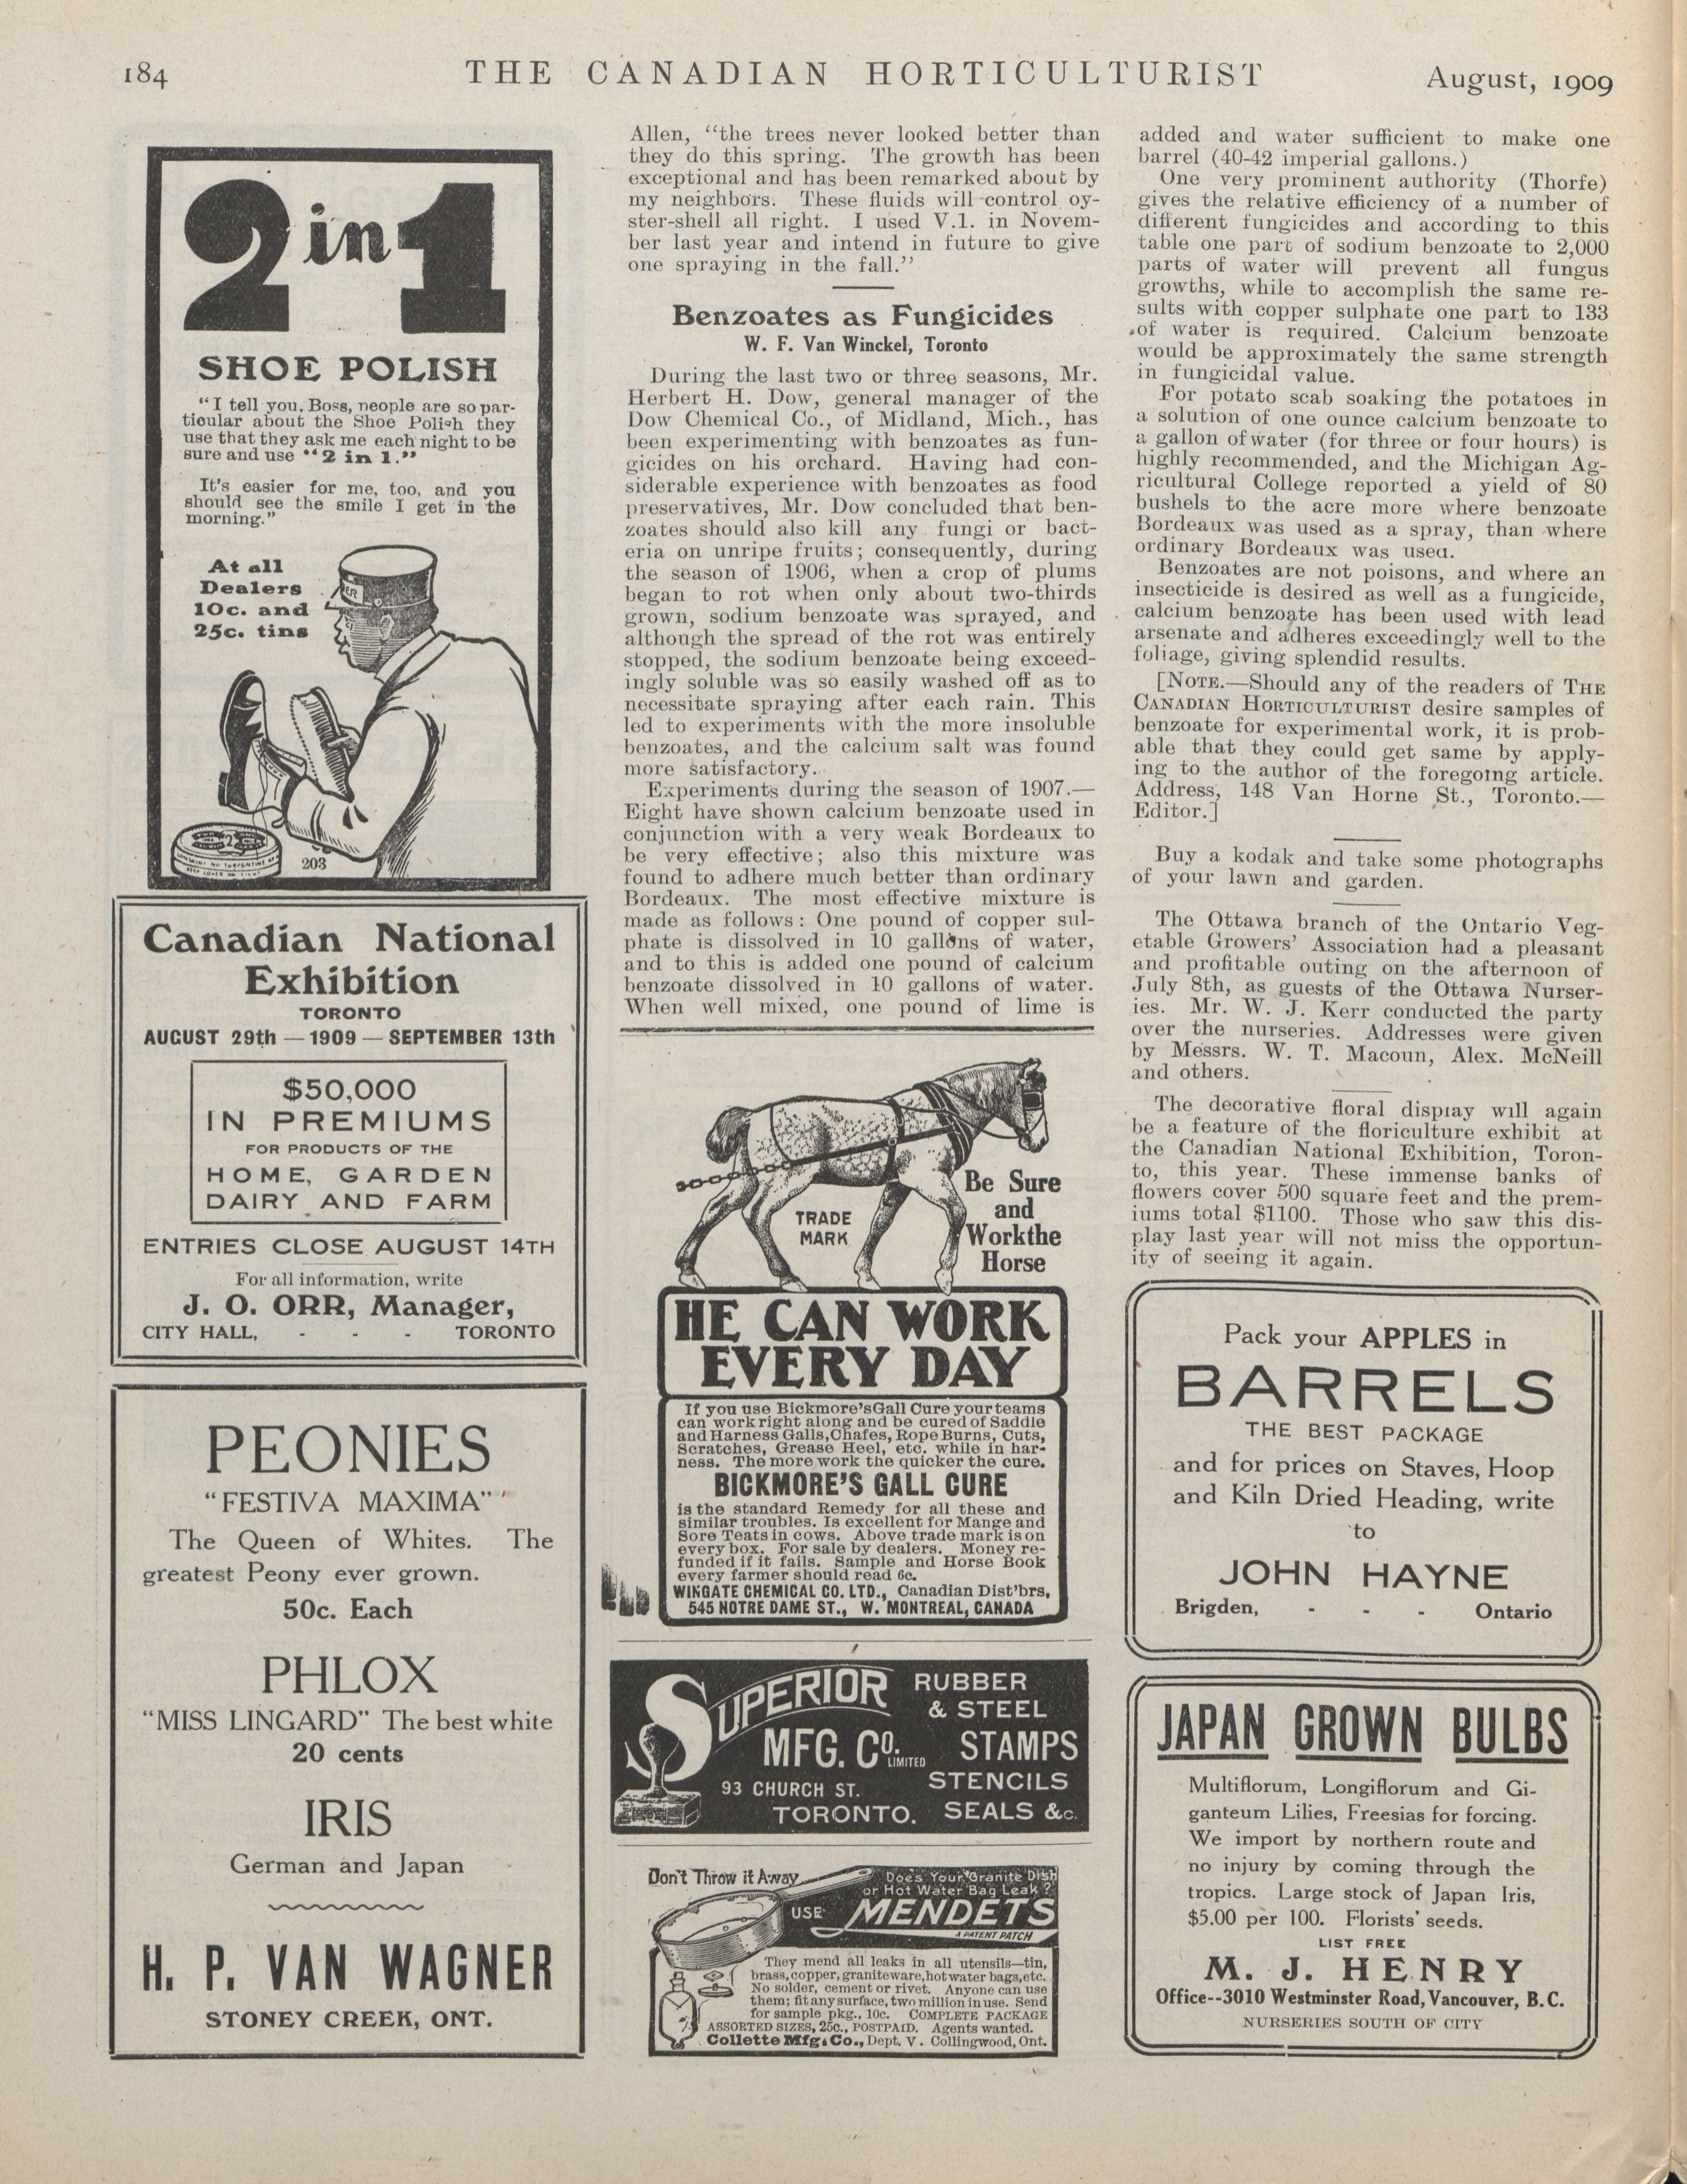 184
THE CANADIAN HORTICULTURIST
August, 1909
2 in 1
SHOE POLISH
"I tell you, Boss, people are so par-
ticular about the Shoe Polish they
use that they ask me each night to be
sure and use "2 in 1."
It's easier for me, too, and you
should see the smile I get in the
morning."
At all
Dealers
10c. and
25c. tins
203
Canadian National
Exhibition
TORONTO
AUGUST 29th — 1909 — SEPTEMBER 13th
$50,000
IN PREMIUMS
FOR PRODUCTS OF THE
HOME, GARDEN
DAIRY AND FARM
ENTRIES CLOSE AUGUST 14TH
For all information, write
J. O. ORR, Manager,
CITY HALL, - - - TORONTO
PEONIES
"FESTIVA MAXIMA"
The Queen of Whites. The
greatest Peony ever grown.
50c. Each
PHLOX
"MISS LINGARD" The best white
20 cents
IRIS
German and Japan
H. P. VAN WAGNER
STONEY CREEK, ONT.
Allen, "the trees never looked better than
they do this spring. The growth has been
exceptional and has been remarked about by
my neighbors. These fluids will control oy-
ster-shell all right. I used V.1. in Novem-
ber last year and intend in future to give
one spraying in the fall."
Benzoates as Fungicides
W. F. Van Winckel, Toronto
During the last two or three seasons, Mr.
Herbert H. Dow, general manager of the
Dow Chemical Co., of Midland, Mich., has
been experimenting with benzoates as fun-
gicides on his orchard. Having had con-
siderable experience with benzoates as food
preservatives, Mr. Dow concluded that ben-
zoates should also kill any fungi or bact-
eria on unripe fruits; consequently, during
the season of 1906, when a crop of plums
began to rot when only about two-thirds
grown, sodium benzoate was sprayed, and
although the spread of the rot was entirely
stopped, the sodium benzoate being exceed-
ingly soluble was so easily washed off as to
necessitate spraying after each rain. This
led to experiments with the more insoluble
benzoates, and the calcium salt was found
more satisfactory.
Experiments during the season of 1907.—
Eight have shown calcium benzoate used in
conjunction with a very weak Bordeaux to
be very effective; also this mixture was
found to adhere much better than ordinary
Bordeaux. The most effective mixture is
made as follows: One pound of copper sul-
phate is dissolved in 10 gallons of water,
and to this is added one pound of calcium
benzoate dissolved in 10 gallons of water.
When well mixed, one pound of lime is
TRADE
MARK
Be Sure
and
Workthe
Horse
HE CAN WORK
EVERY DAY
If you use Bickmore'sGall Cure your teams
can work right along and be cured of Saddle
and Harness Galls, Chafes, Rope Burns, Cuts,
Scratches, Grease Heel, etc. while in har-
ness. The more work the quicker the cure.
BICKMORE'S GALL CURE
is the standard Remedy for all these and
similar troubles. Is excellent for Mange and
Sore Teats in cows. Above trade mark is on
every box. For sale by dealers. Money re-
funded if it fails. Sample and Horse Book
every farmer should read 6c.
WINGATE CHEMICAL CO. LTD., Canadian Dist'brs,
545 NOTRE DAME ST., W. MONTREAL, CANADA
SUPERIOR
MFG. CO. LIMITED
93 CHURCH ST.
TORONTO.
RUBBER
& STEEL
STAMPS
STENCILS
SEALS &c.
Don't Throw it Away
Does Your Granite Dish
or Hot Water Bag Leak?
USE MENDETS
A PATENT PATCH
They mend all leaks in all utensils—tin,
brass, copper, graniteware, hot water bags, etc.
No solder, cement or rivet. Anyone can use
them; fit any surface, two million in use. Send
for sample pkg., 10c. COMPLETE PACKAGE
ASSORTED SIZES, 25c., POSTPAID. Agents wanted.
Collette Mfg. Co., Dept. V. Collingwood, Ont.
added and water sufficient to make one
barrel (40-42 imperial gallons.)
One very prominent authority (Thorfe)
gives the relative efficiency of a number of
different fungicides and according to this
table one part of sodium benzoate to 2,000
parts of water will prevent all fungus
growths, while to accomplish the same re-
sults with copper sulphate one part to 133
of water is required. Calcium benzoate
would be approximately the same strength
in fungicidal value.
For potato scab soaking the potatoes in
a solution of one ounce calcium benzoate to
a gallon of water (for three or four hours) is
highly recommended, and the Michigan Ag-
ricultural College reported a yield of 80
bushels to the acre more where benzoate
Bordeaux was used as a spray, than where
ordinary Bordeaux was used.
Benzoates are not poisons, and where an
insecticide is desired as well as a fungicide,
calcium benzoate has been used with lead
arsenate and adheres exceedingly well to the
foliage, giving splendid results.
[NOTE.—Should any of the readers of THE
CANADIAN HORTICULTURIST desire samples of
benzoate for experimental work, it is prob-
able that they could get same by apply-
ing to the author of the foregoing article.
Address, 148 Van Horne St., Toronto.—
Editor.]
Buy a kodak and take some photographs
of your lawn and garden.
The Ottawa branch of the Ontario Veg-
etable Growers' Association had a pleasant
and profitable outing on the afternoon of
July 8th, as guests of the Ottawa Nurser-
ies. Mr. W. J. Kerr conducted the party
over the nurseries. Addresses were given
by Messrs. W. T. Macoun, Alex. McNeill
and others.
The decorative floral display will again
be a feature of the floriculture exhibit at
the Canadian National Exhibition, Toron-
to, this year. These immense banks of
flowers cover 500 square feet and the prem-
iums total $1100. Those who saw this dis-
play last year will not miss the opportun-
ity of seeing it again.
Pack your APPLES in
BARRELS
THE BEST PACKAGE
and for prices on Staves, Hoop
and Kiln Dried Heading, write
to
JOHN HAYNE
Brigden, - - - Ontario
JAPAN GROWN BULBS
Multiflorum, Longiflorum and Gi-
ganteum Lilies, Freesias for forcing.
We import by northern route and
no injury by coming through the
tropics. Large stock of Japan Iris,
$5.00 per 100. Florists' seeds.
LIST FREE
M. J. HENRY
Office--3010 Westminster Road, Vancouver, B.C.
NURSERIES SOUTH OF CITY